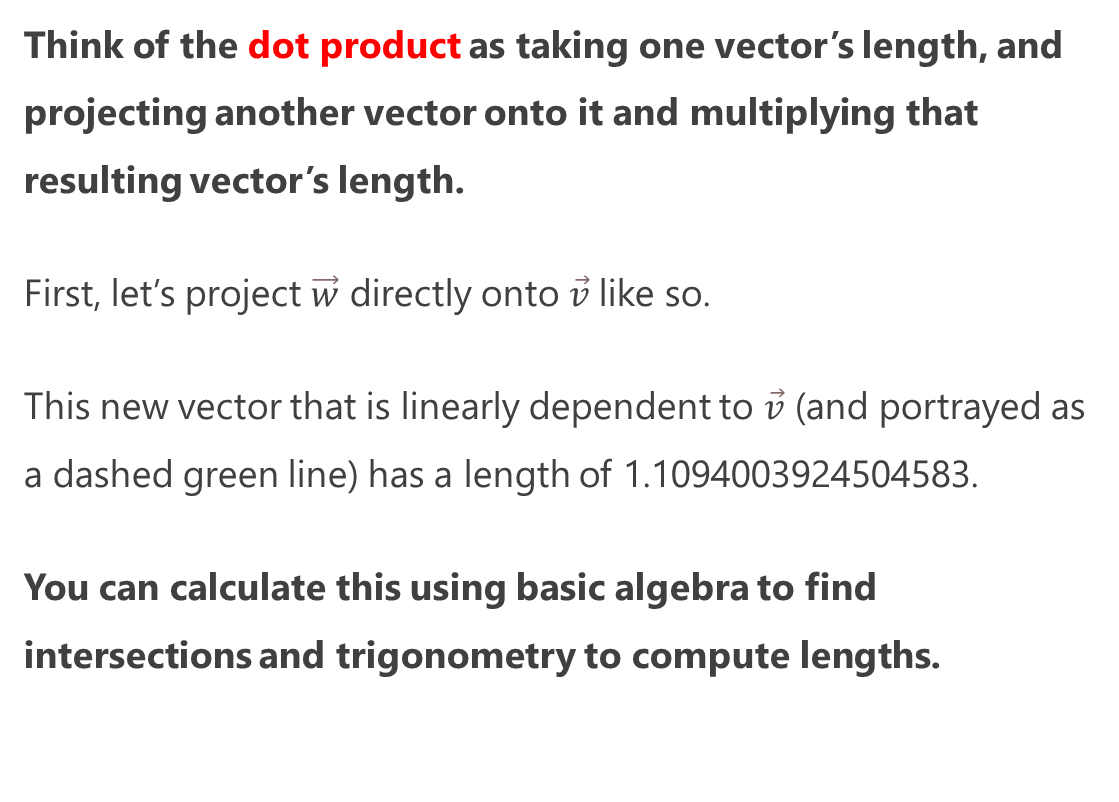 Think of the dot product as taking one vector’s length, and
projecting another vector onto it and multiplying that
resulting vector’s length.
First, let’s project w⃗ directly onto v⃗ like so.
This new vector that is linearly dependent to v⃗ (and portrayed as
a dashed green line) has a length of 1.1094003924504583.
You can calculate this using basic algebra to find
intersections and trigonometry to compute lengths.